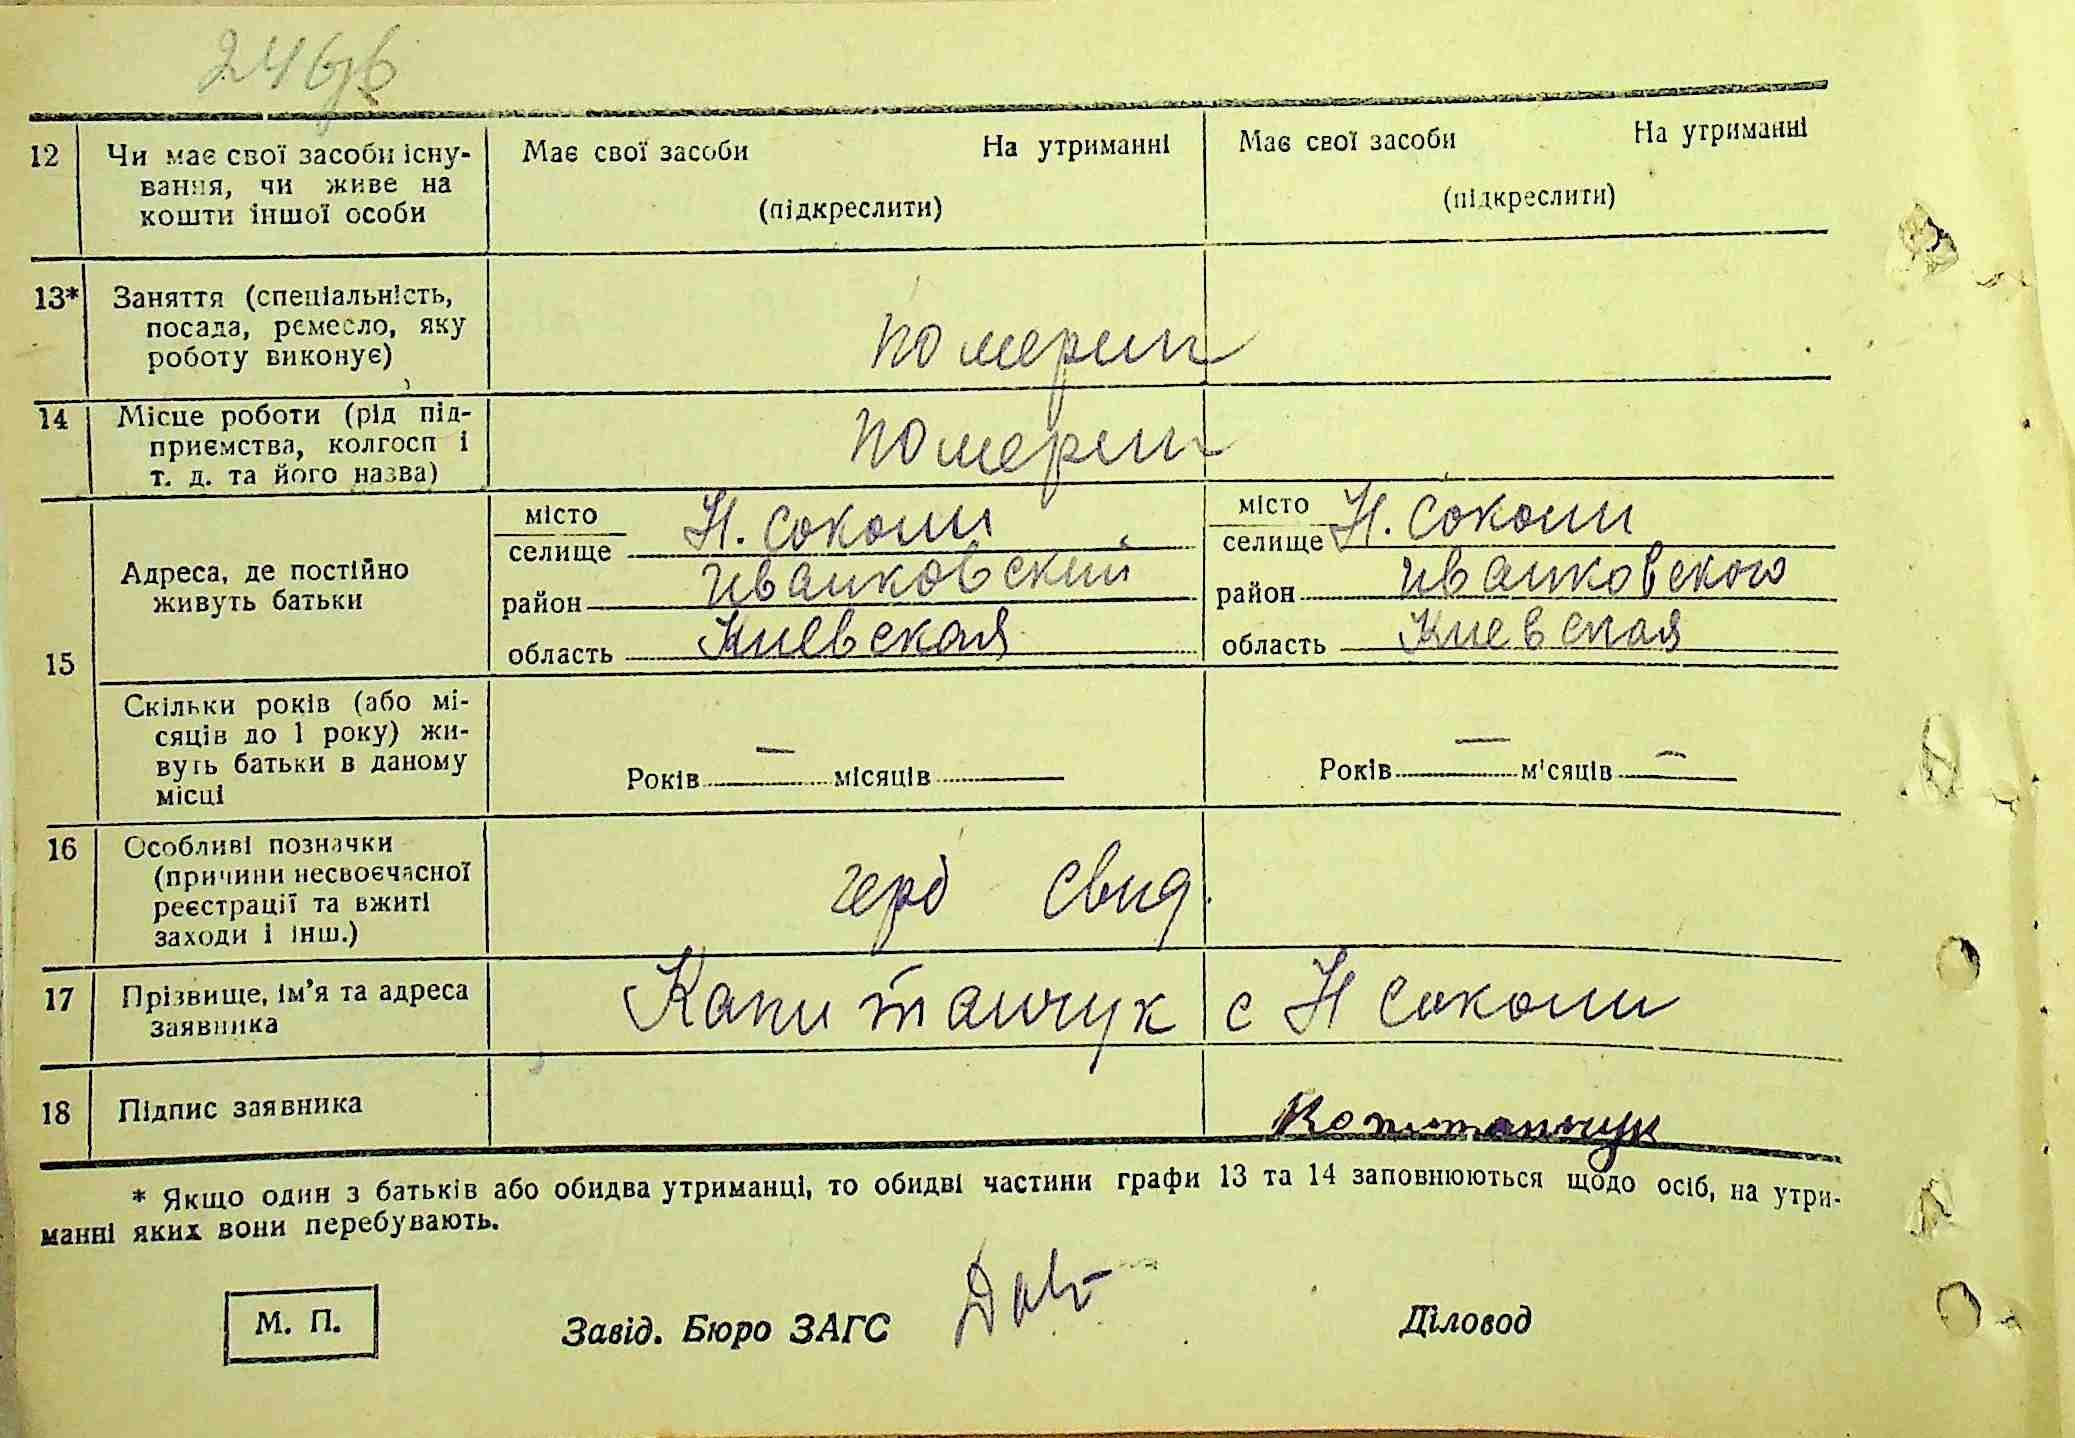 12 Чи має свої засоби існу- Має свої засоби На утриманні Має свої засоби На утриманні
вання, чи живе на
кошти іншої особи (підкреслити) (підкреслити)
13* Заняття (спеціальність,
посада, ремесло, яку
роботу виконує) померли
14 Місце роботи (рід під-
приємства, колгосп і
т. д. та його назва) померли
15 Адреса, де постійно
живуть батьки
місто
селище Н. Соколи
район Иванковский
область Киевская
місто
селище Н. Соколи
район Иванковского
область Киевская
Скільки років (або мі-
сяців до 1 року) жи-
вуть батьки в даному
місці
Років — місяців
Років — місяців —
16 Особливі позначки
(причини несвоєчасної
реєстрації та вжиті
заходи і інш.) герб свид.
17 Прізвище, ім'я та адреса
заявника Капитанчук с Н Соколи
18 Підпис заявника Капитанчук
* Якщо один з батьків або обидва утриманці, то обидві частини графи 13 та 14 заповнюються щодо осіб, на утри-
манні яких вони перебувають.
М. П. Завід. Бюро ЗАГС Діловод